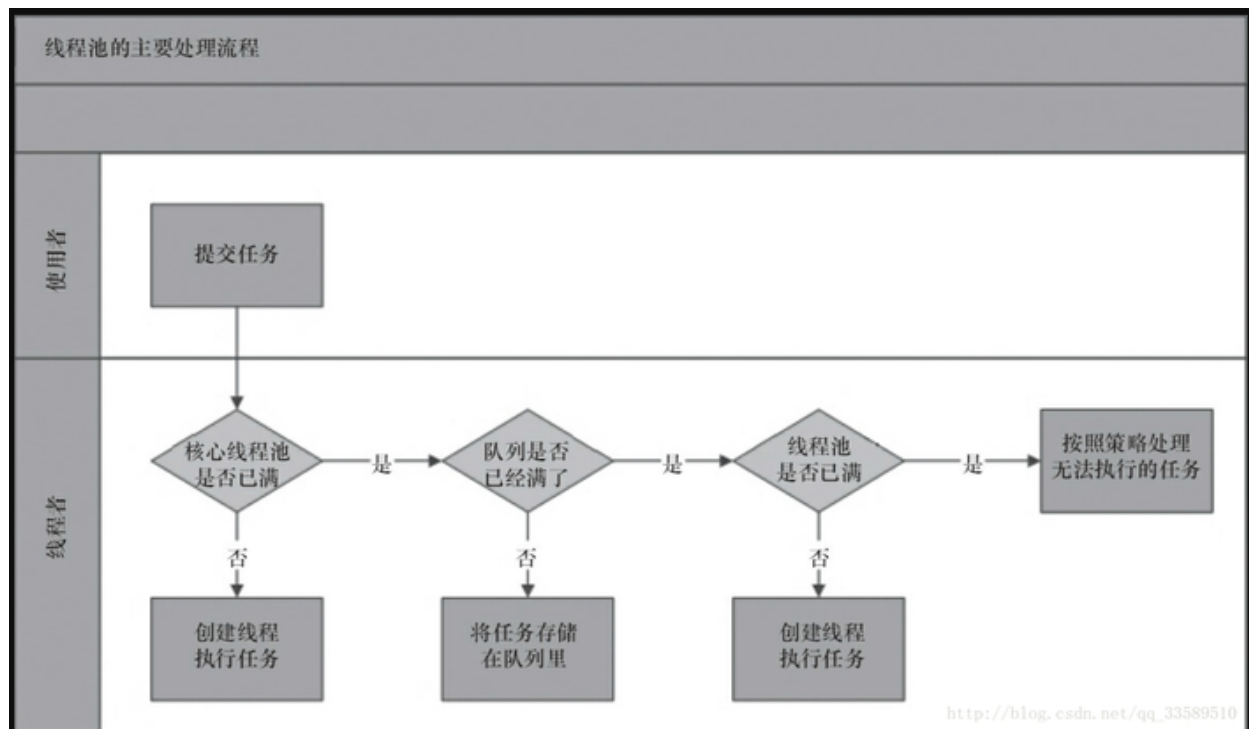 线程池的主要处理流程
使用者
提交任务
线程者
核心线程池
是否已满
是
队列是否
已经满了
是
线程池
是否已满
是
按照策略处理
无法执行的任务
否
否
否
创建线程
执行任务
将任务存储
在队列里
创建线程
执行任务
http://blog.csdn.net/qq_33589510